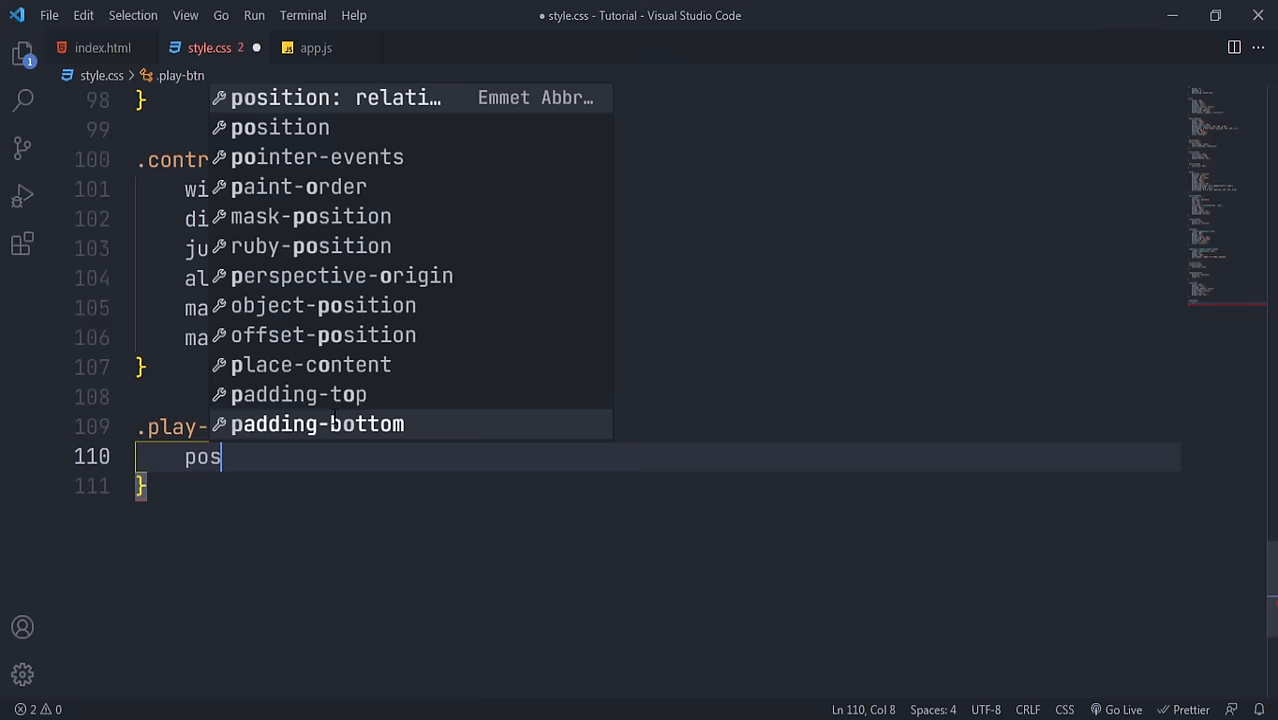 File Edit Selection View Go Run Terminal Help ● style.css - Tutorial - Visual Studio Code
index.html style.css 2 ● app.js
style.css > .play-btn
98 } position: relati… Emmet Abbr…
99 position
pointer-events
100 .contr
paint-order
101 wi
mask-position
102 di
ruby-position
103 ju
perspective-origin
104 al
object-position
105 ma
offset-position
106 ma
place-content
107 }
padding-top
108
padding-bottom
109 .play-
110 pos
111 }
1
2 0 Ln 110, Col 8 Spaces: 4 UTF-8 CRLF CSS Go Live Prettier